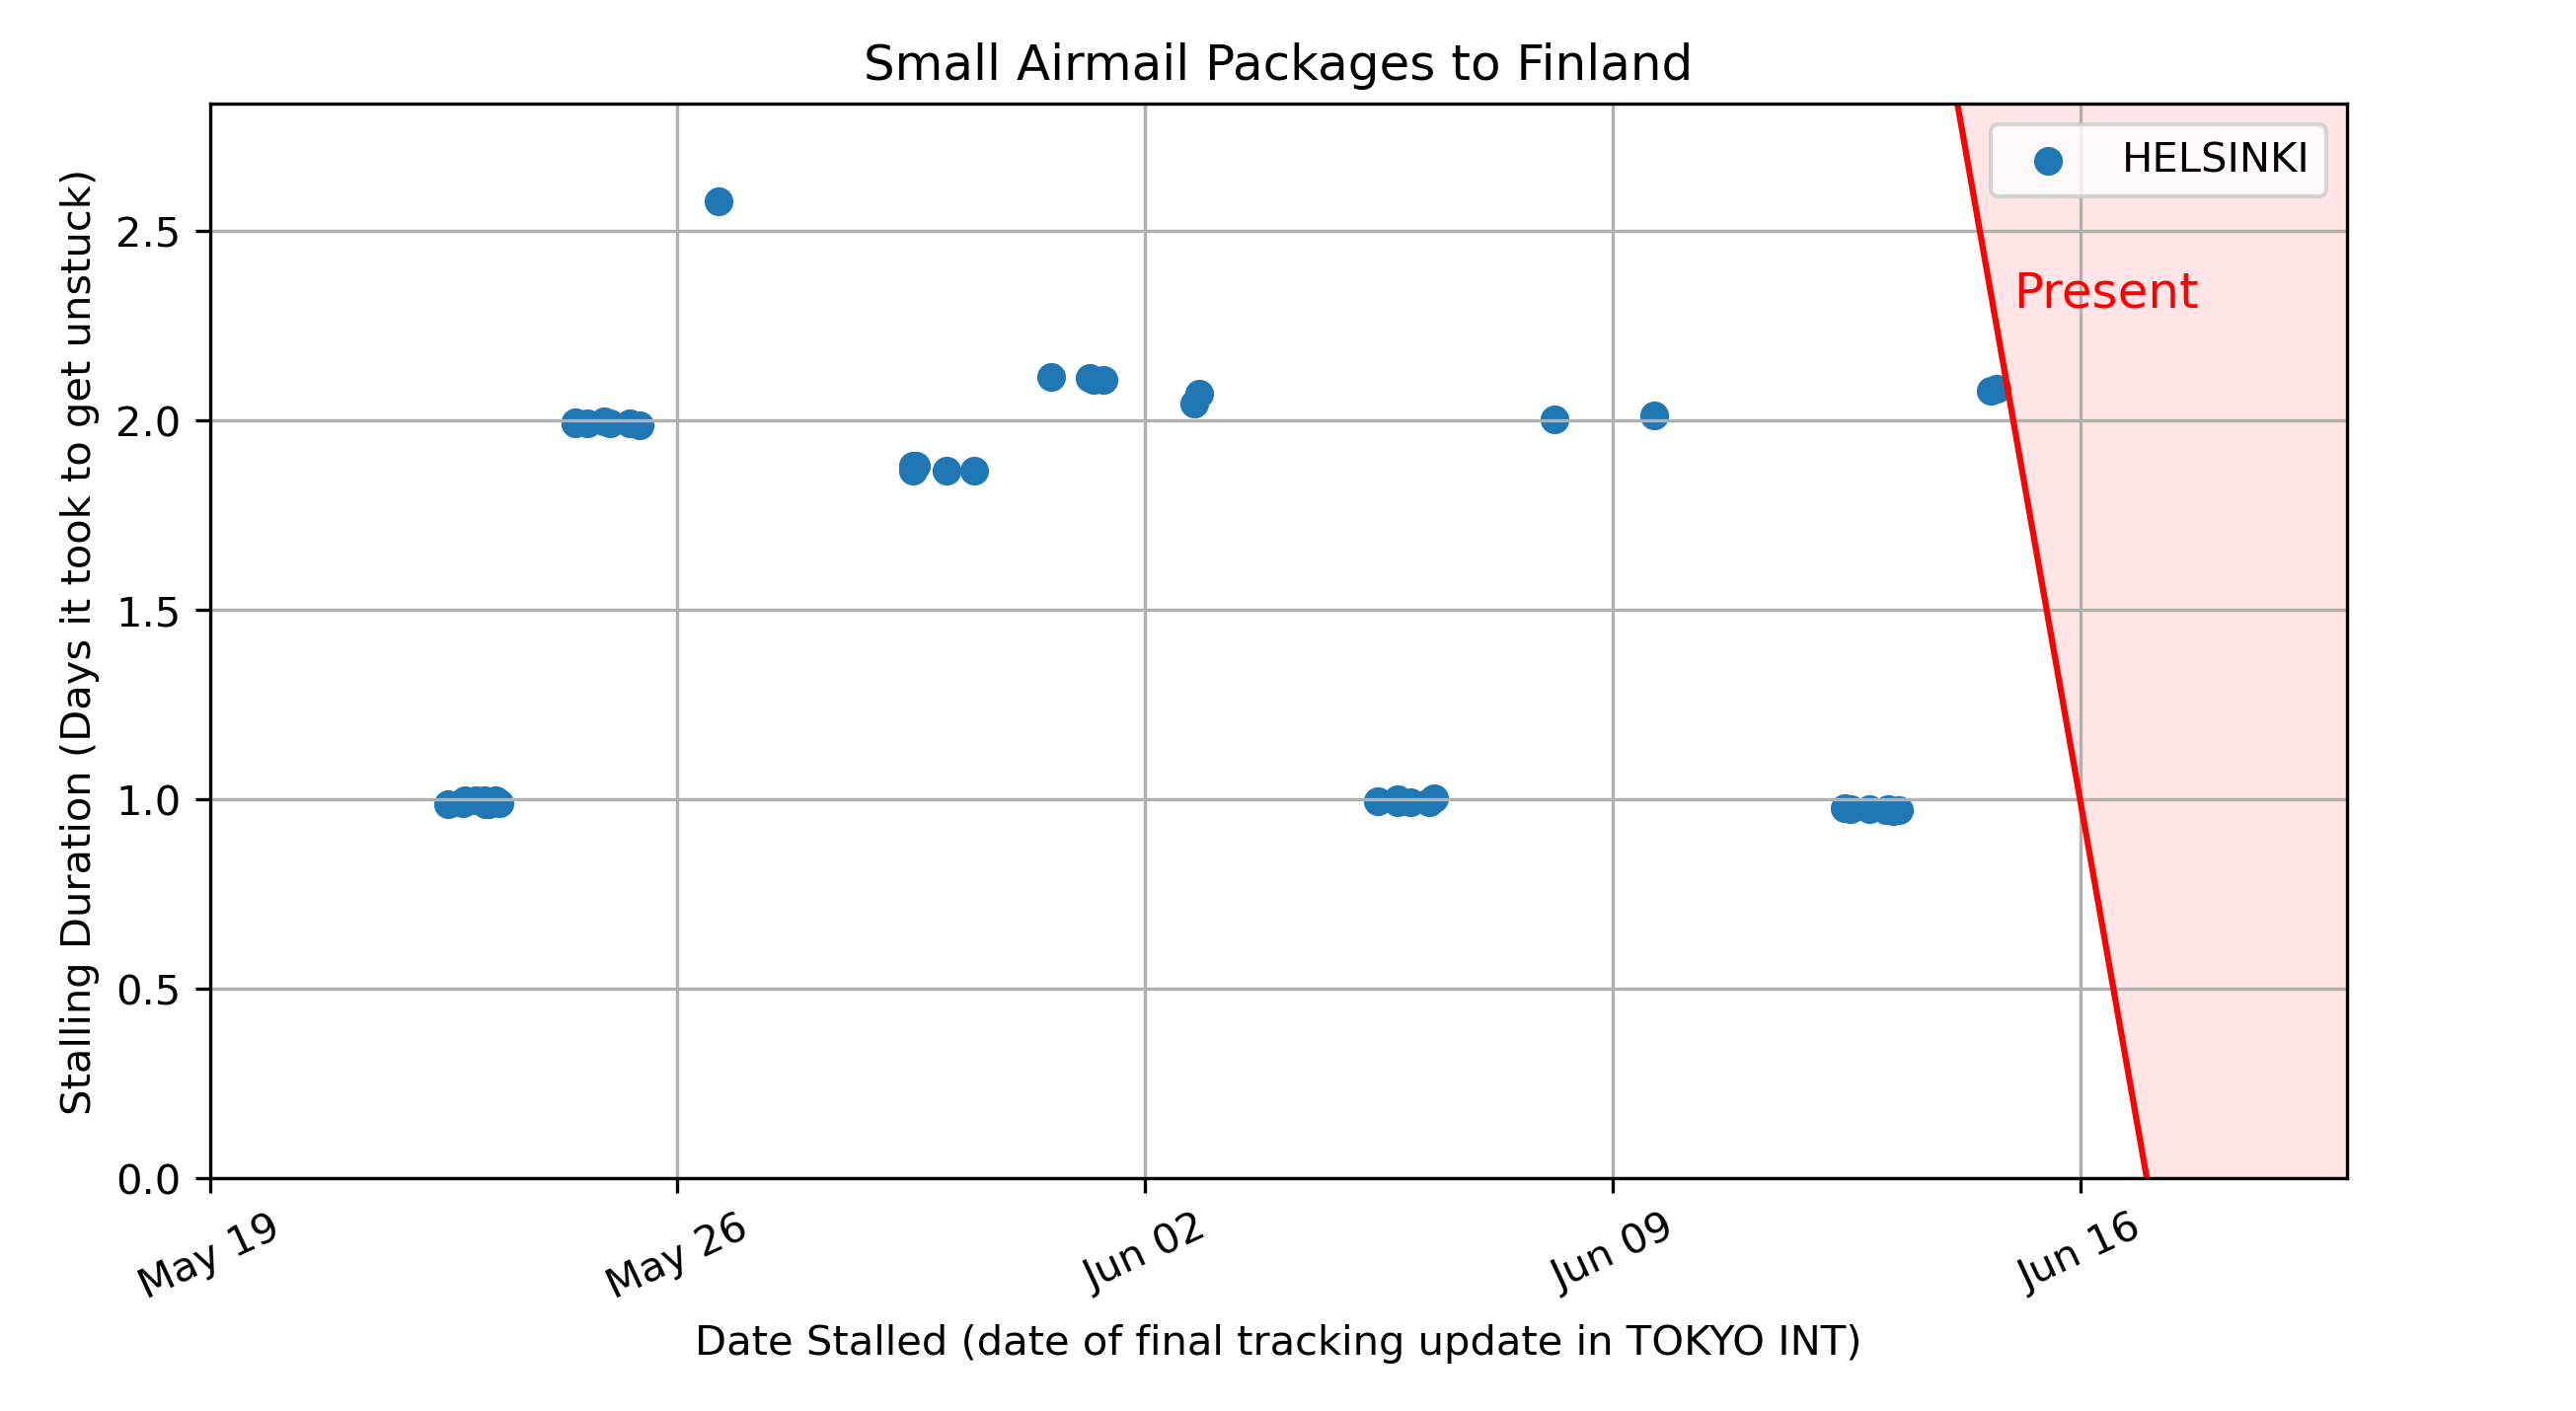 Small Airmail Packages to Finland
HELSINKI
Present
Stalling Duration (Days it took to get unstuck)
2.5
2.0
1.5
1.0
0.5
0.0
May 19
May 26
Jun 02
Jun 09
Jun 16
Date Stalled (date of final tracking update in TOKYO INT)